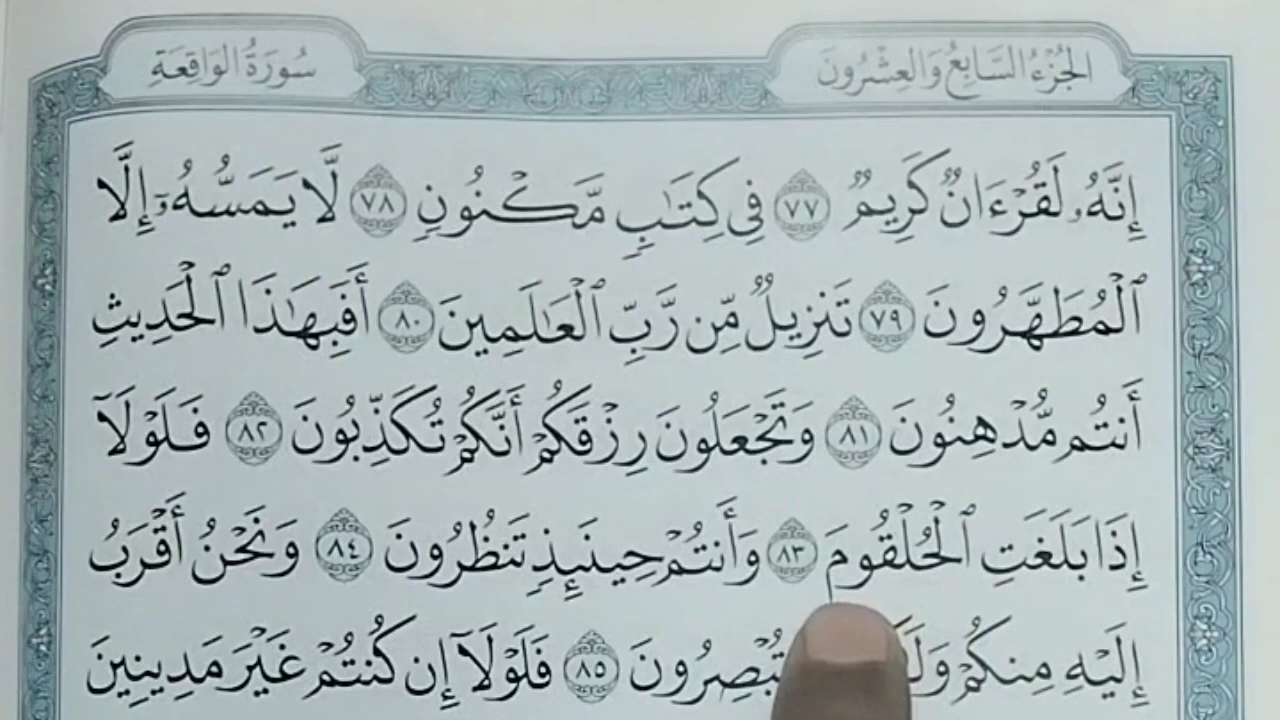 الجُزْءُ السَّابِعُ وَالعِشْرُونَ
سُورَةُ الوَاقِعَة
إِنَّهُۥ لَقُرْءَانٌ كَرِيمٌ ٧٧ فِى كِتَٰبٍ مَّكْنُونٍ ٧٨ لَّا يَمَسُّهُۥٓ إِلَّا
ٱلْمُطَهَّرُونَ ٧٩ تَنزِيلٌ مِّن رَّبِّ ٱلْعَٰلَمِينَ ٨٠ أَفَبِهَٰذَا ٱلْحَدِيثِ
أَنتُم مُّدْهِنُونَ ٨١ وَتَجْعَلُونَ رِزْقَكُمْ أَنَّكُمْ تُكَذِّبُونَ ٨٢ فَلَوْلَآ
إِذَا بَلَغَتِ ٱلْحُلْقُومَ ٨٣ وَأَنتُمْ حِينَئِذٍ تَنظُرُونَ ٨٤ وَنَحْنُ أَقْرَبُ
إِلَيْهِ مِنكُمْ تُبْصِرُونَ ٨٥ فَلَوْلَآ إِن كُنتُمْ غَيْرَ مَدِينِينَ